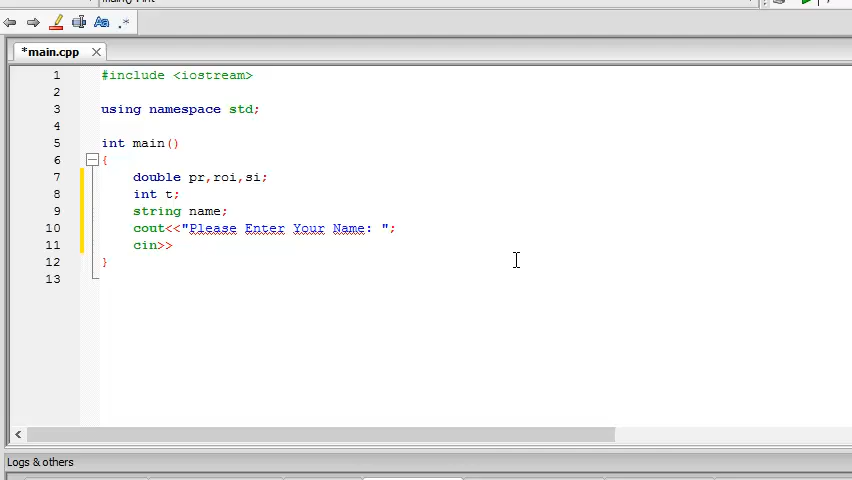 *main.cpp
1 #include <iostream>
2
3 using namespace std;
4
5 int main()
6 {
7 double pr,roi,si;
8 int t;
9 string name;
10 cout<<"Please Enter Your Name: ";
11 cin>>
12 }
13
Logs & others